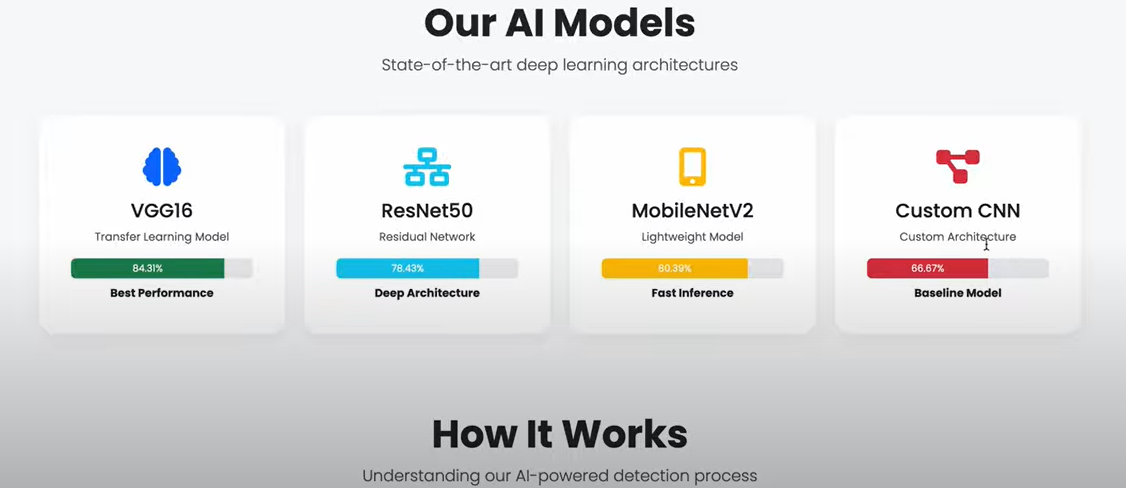 Our AI Models
State-of-the-art deep learning architectures
VGG16
Transfer Learning Model
84.31%
Best Performance
ResNet50
Residual Network
78.43%
Deep Architecture
MobileNetV2
Lightweight Model
80.39%
Fast Inference
Custom CNN
Custom Architecture
66.67%
Baseline Model
How It Works
Understanding our AI-powered detection process